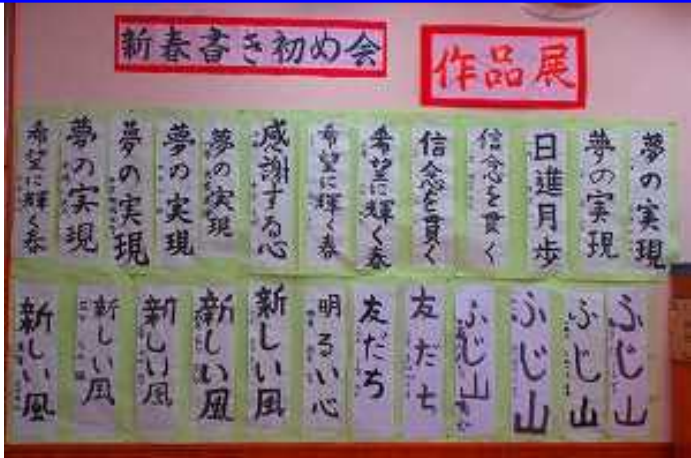 新春書き初め会
作品展
夢の実現
夢の実現
日進月歩
信念を貫く
信念を貫く
希望に輝く春
希望に輝く春
感謝する心
夢の実現
夢の実現
夢の実現
夢の実現
希望に輝く春
ふじ山
ふじ山
ふじ山
ふじ山
友だち
友だち
明るい心
新しい風
新しい風
新しい風
新しい風
新しい風